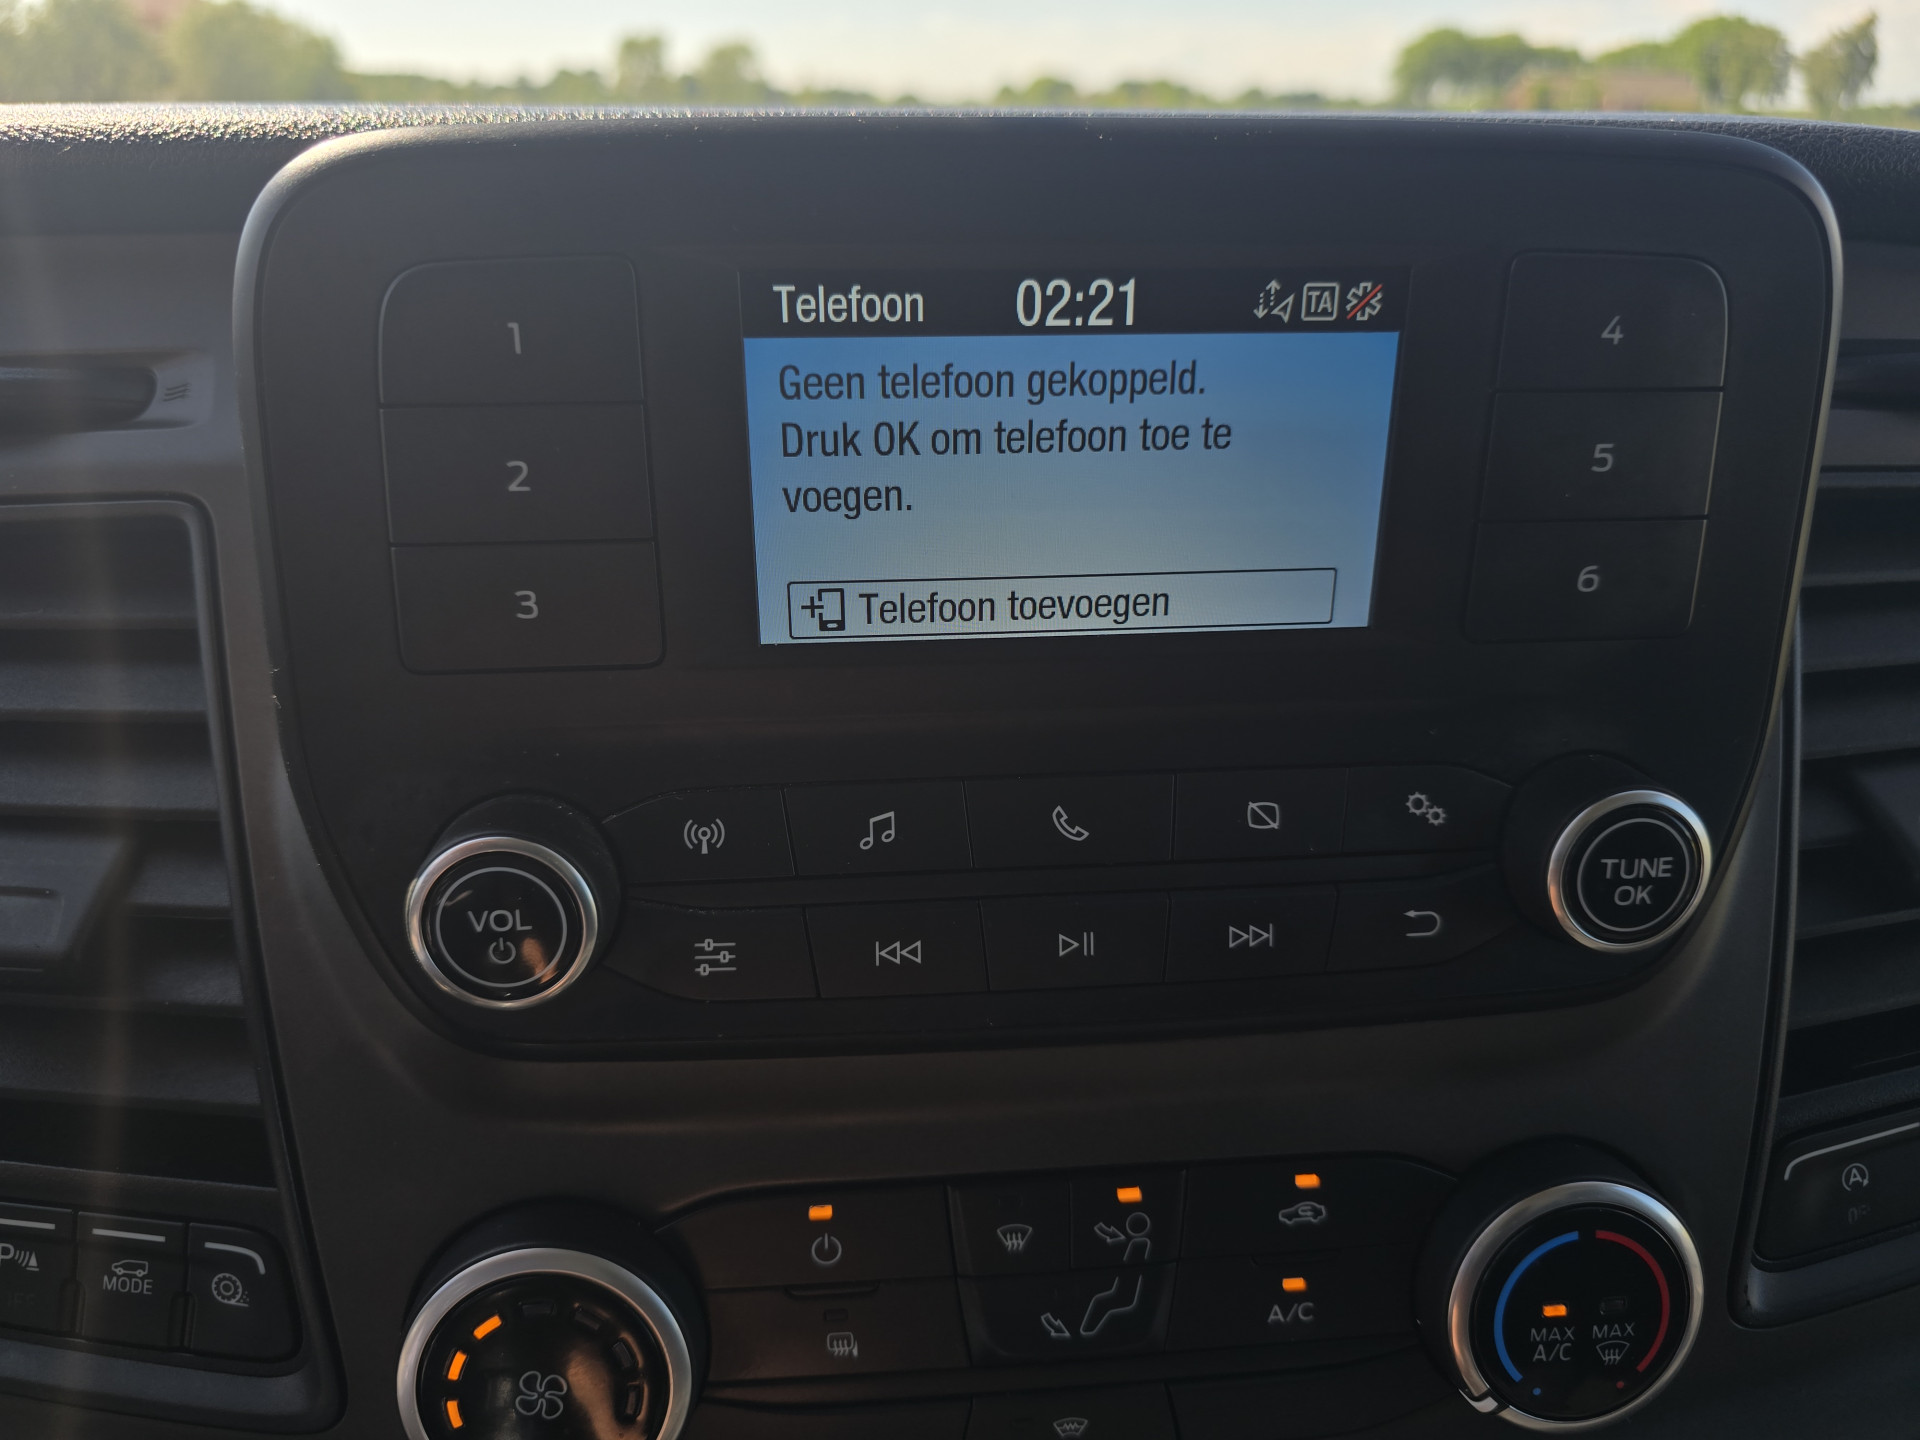 Telefoon 02:21 TA
Geen telefoon gekoppeld.
Druk OK om telefoon toe te
voegen.
Telefoon toevoegen
1
2
3
4
5
6
VOL
TUNE
OK
MODE
A/C
MAX
A/C
MAX
A